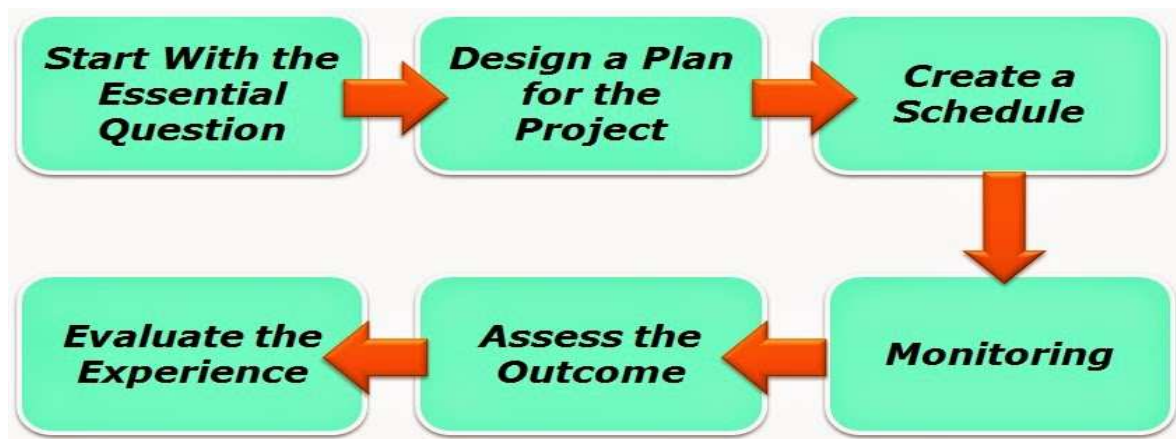 Start With the
Essential
Question
Design a Plan
for the
Project
Create a
Schedule
Monitoring
Assess the
Outcome
Evaluate the
Experience